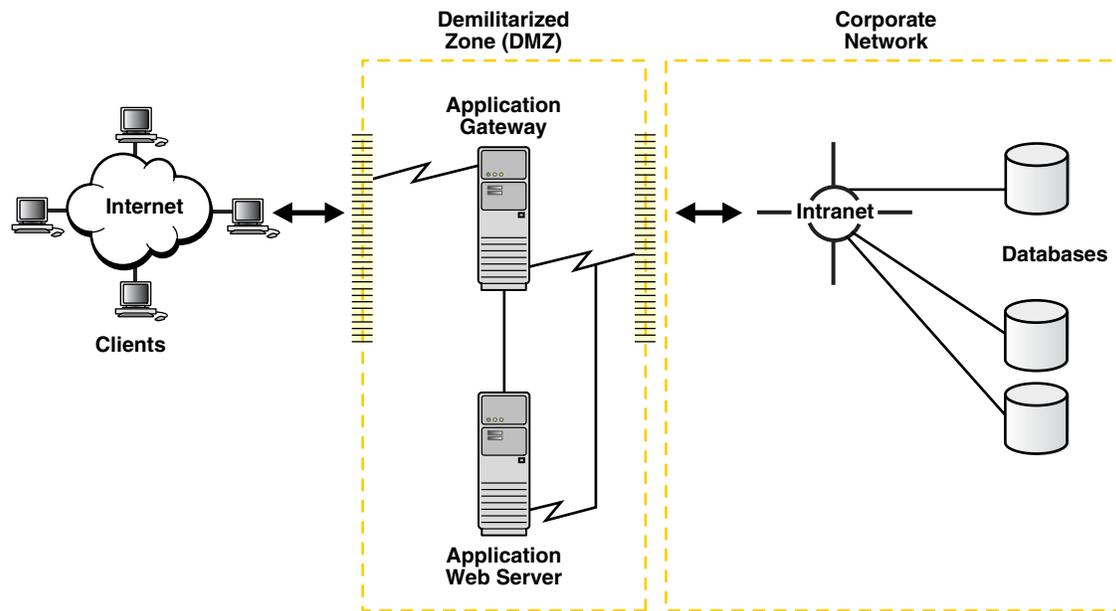 Demilitarized
Zone (DMZ)
Corporate
Network
Application
Gateway
Internet
Intranet
Databases
Clients
Application
Web Server